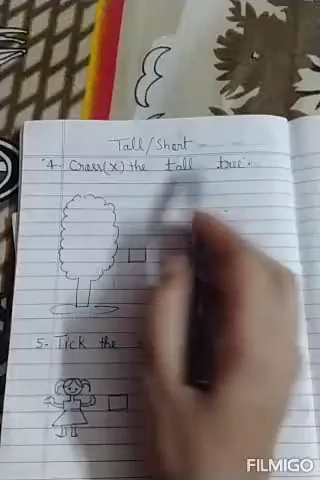 Tall/Short
4- Cross(x) the tall tree.
5- Tick the
FILMIGO